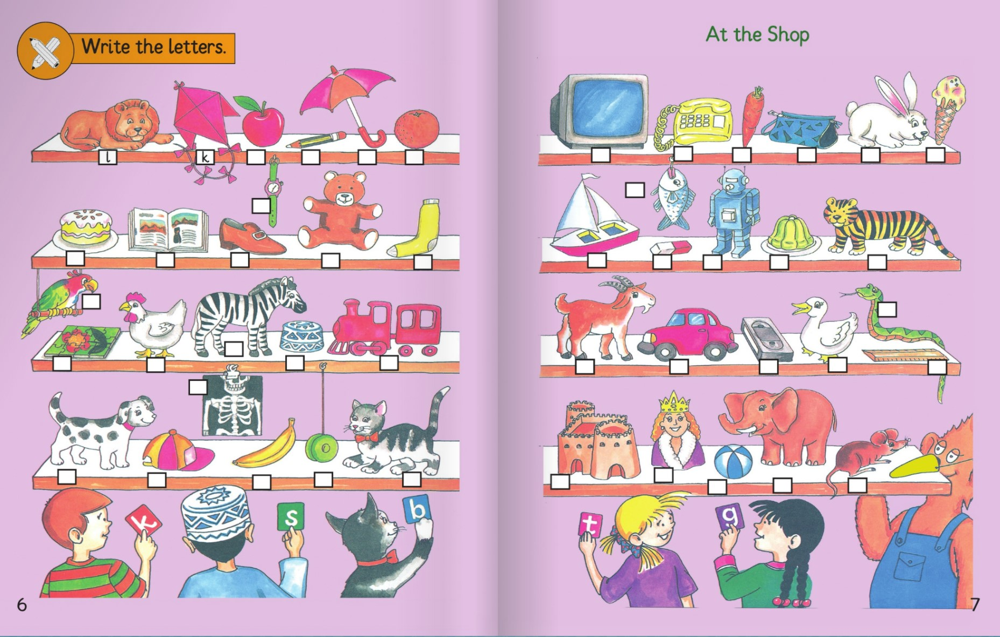 Write the letters.
At the Shop
l
k
k
s
b
t
g
6
7